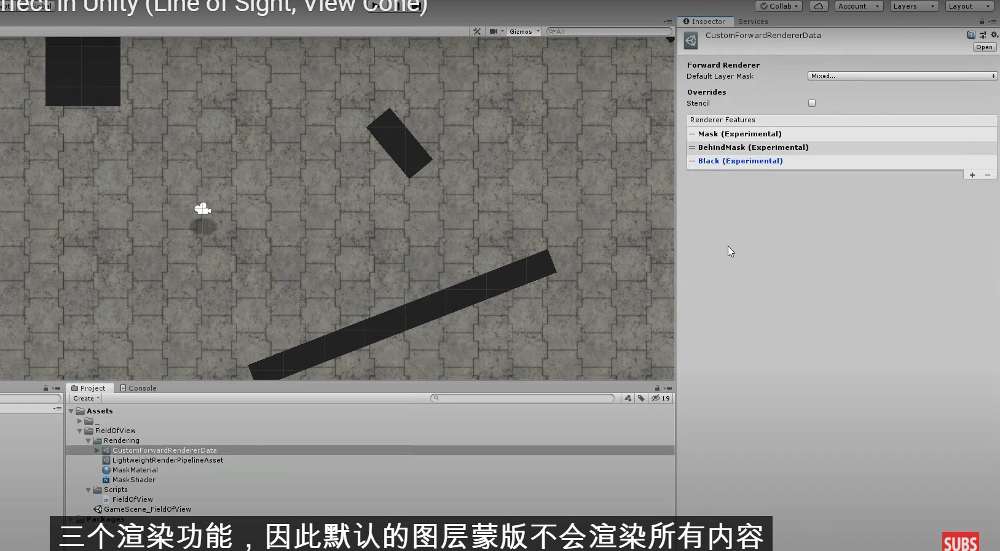 ffect in Unity (Line of Sight, View Cone)
Global
Collab
Account
Layers
Layout
Gizmos
All
Inspector
Services
CustomForwardRendererData
Open
Forward Renderer
Default Layer Mask
Mixed...
Overrides
Stencil
Renderer Features
Mask (Experimental)
BehindMask (Experimental)
Black (Experimental)
Project
Console
Create
19
Assets
_
FieldOfView
Rendering
CustomForwardRendererData
LightweightRenderPipelineAsset
MaskMaterial
MaskShader
Scripts
FieldOfView
GameScene_FieldOfView
Packages
三个渲染功能，因此默认的图层蒙版不会渲染所有内容
SUBS